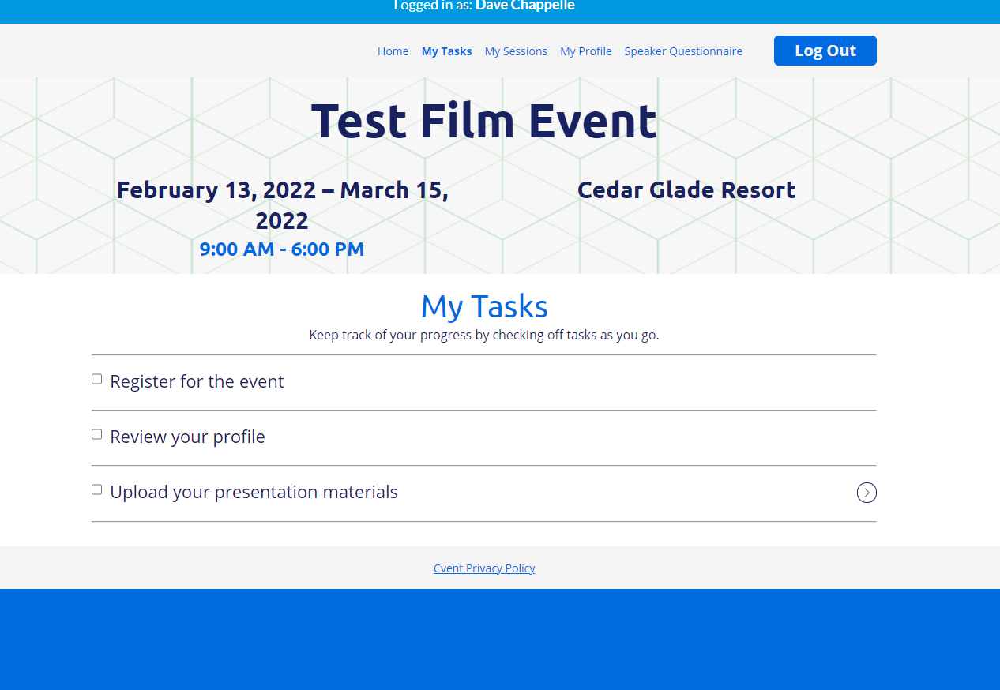 Logged in as: Dave Chappelle
Home My Tasks My Sessions My Profile Speaker Questionnaire Log Out
Test Film Event
February 13, 2022 – March 15,
2022
9:00 AM - 6:00 PM
Cedar Glade Resort
My Tasks
Keep track of your progress by checking off tasks as you go.
Register for the event
Review your profile
Upload your presentation materials
Cvent Privacy Policy